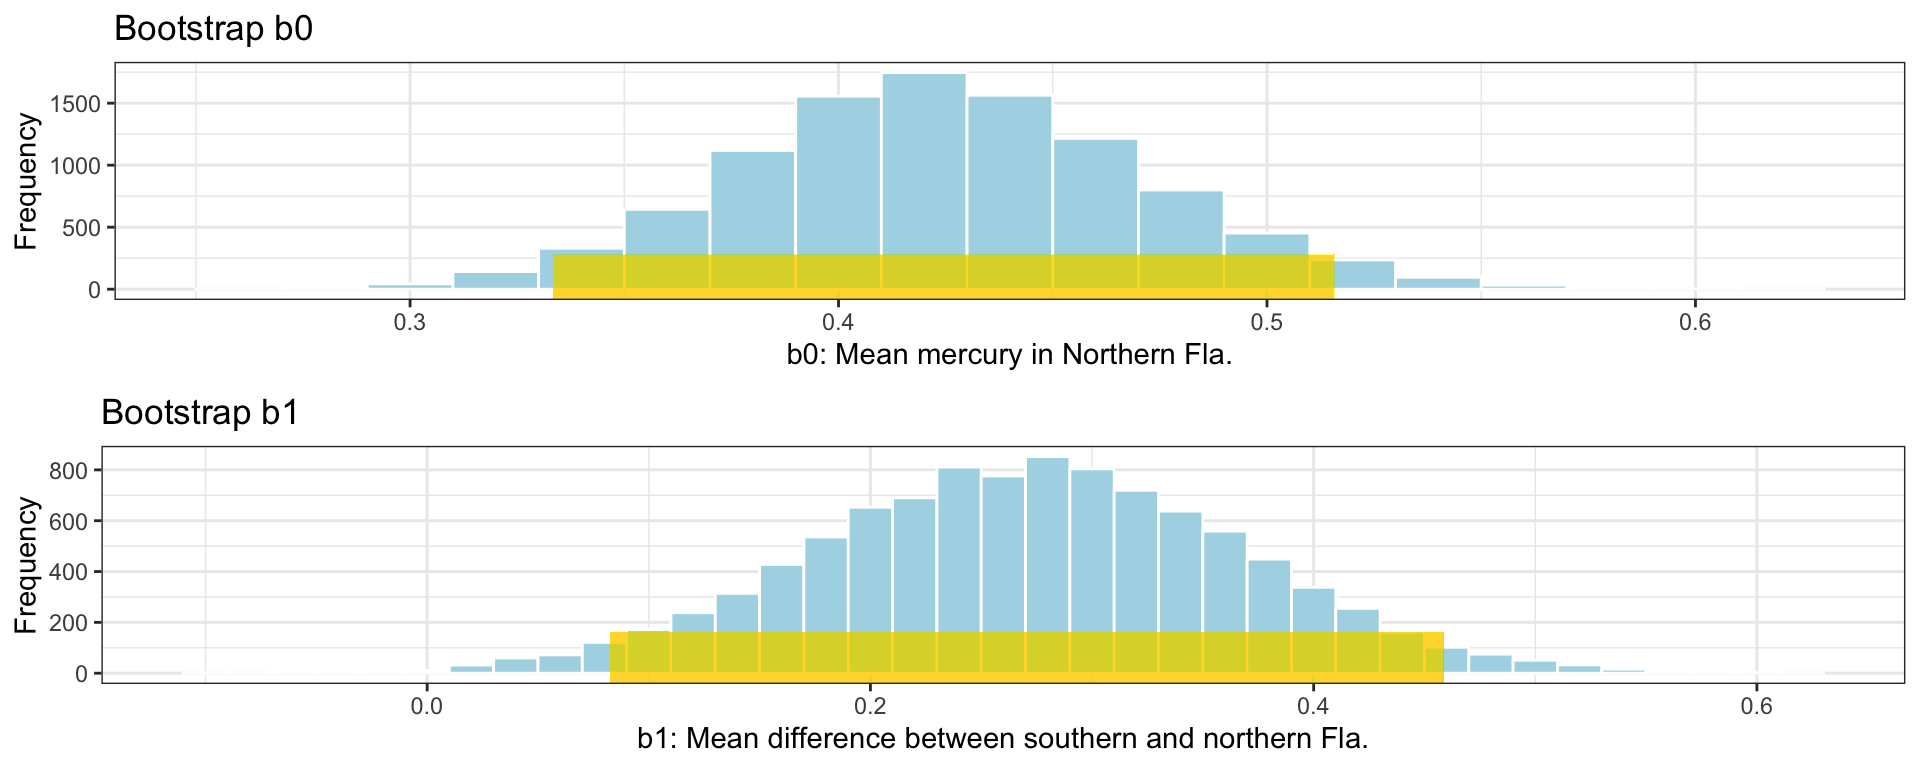 Bootstrap b0
Frequency
1500
1000
500
0
0.3 0.4 0.5 0.6
b0: Mean mercury in Northern Fla.
Bootstrap b1
Frequency
800
600
400
200
0
0.0 0.2 0.4 0.6
b1: Mean difference between southern and northern Fla.